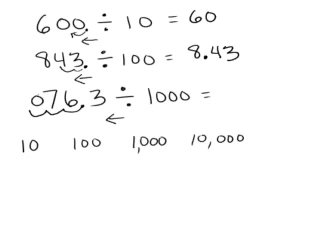 600. ÷ 10 = 60
843. ÷ 100 = 8.43
076.3 ÷ 1000 =
10 100 1,000 10,000